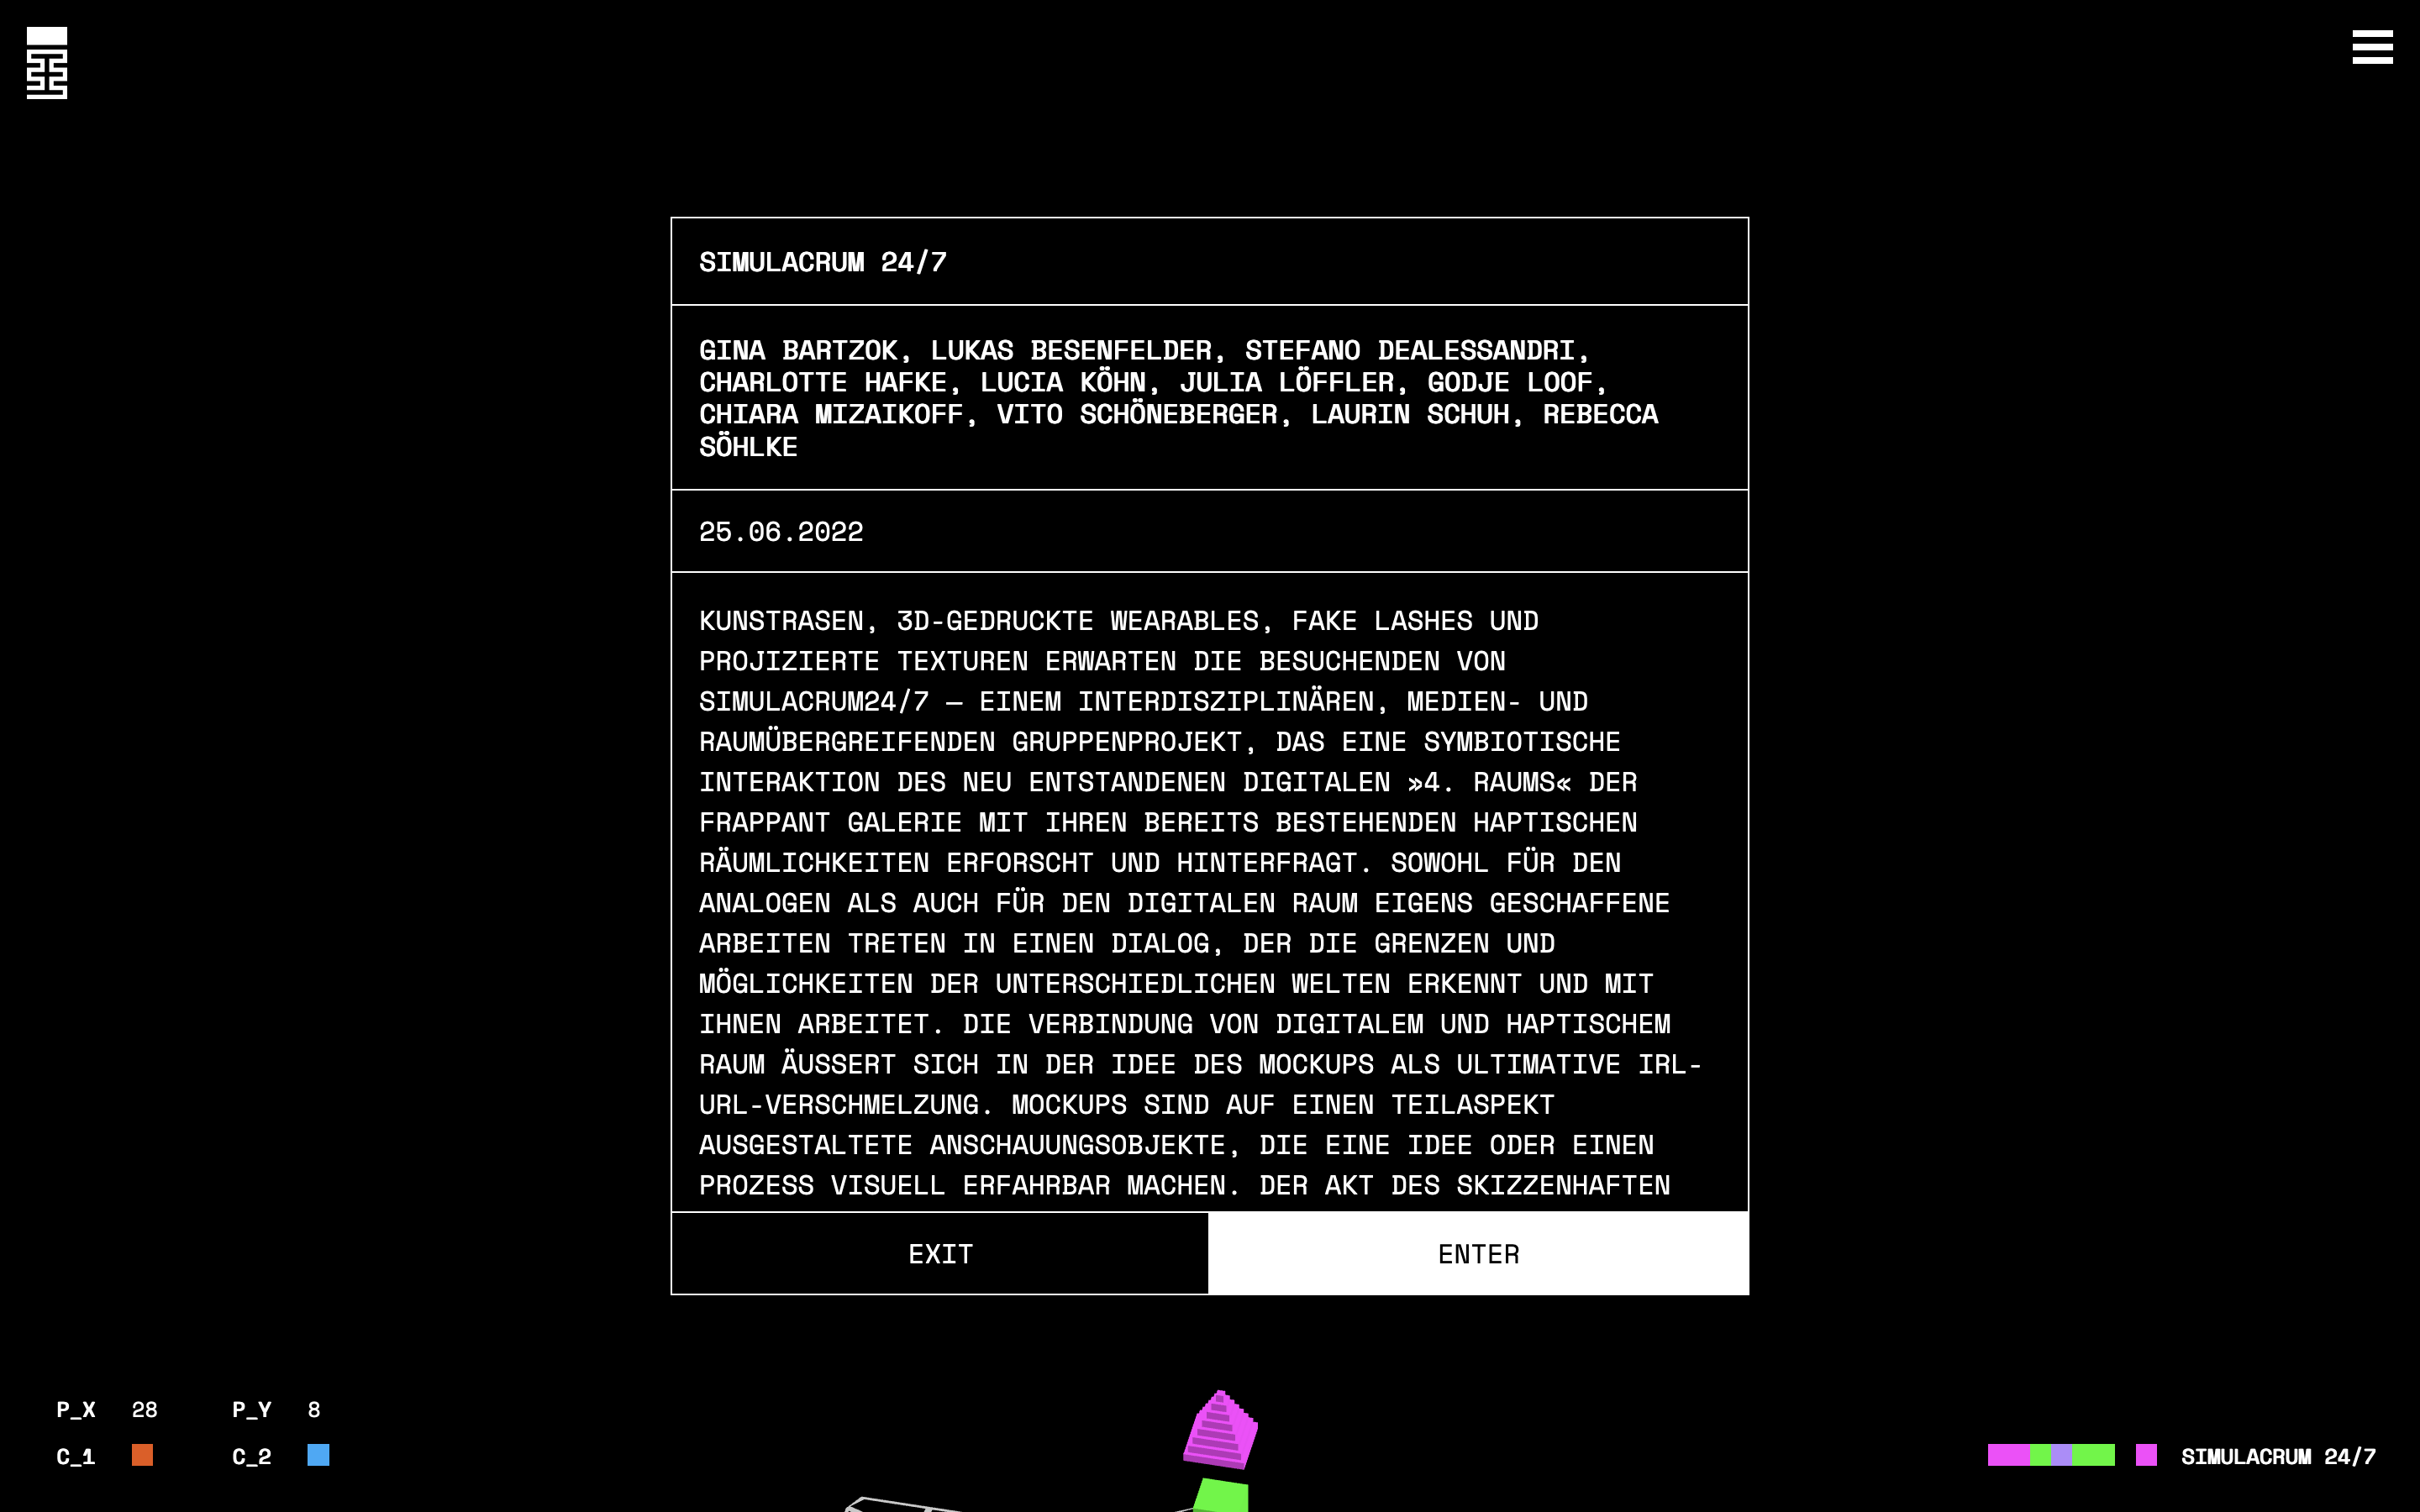 SIMULACRUM 24/7
GINA BARTZOK, LUKAS BESENFELDER, STEFANO DEALESSANDRI,
CHARLOTTE HAFKE, LUCIA KÖHN, JULIA LÖFFLER, GODJE LOOF,
CHIARA MIZAIKOFF, VITO SCHÖNEBERGER, LAURIN SCHUH, REBECCA
SÖHLKE
25.06.2022
KUNSTRASEN, 3D-GEDRUCKTE WEARABLES, FAKE LASHES UND
PROJIZIERTE TEXTUREN ERWARTEN DIE BESUCHENDEN VON
SIMULACRUM24/7 — EINEM INTERDISZIPLINÄREN, MEDIEN- UND
RAUMÜBERGREIFENDEN GRUPPENPROJEKT, DAS EINE SYMBIOTISCHE
INTERAKTION DES NEU ENTSTANDENEN DIGITALEN »4. RAUMS« DER
FRAPPANT GALERIE MIT IHREN BEREITS BESTEHENDEN HAPTISCHEN
RÄUMLICHKEITEN ERFORSCHT UND HINTERFRAGT. SOWOHL FÜR DEN
ANALOGEN ALS AUCH FÜR DEN DIGITALEN RAUM EIGENS GESCHAFFENE
ARBEITEN TRETEN IN EINEN DIALOG, DER DIE GRENZEN UND
MÖGLICHKEITEN DER UNTERSCHIEDLICHEN WELTEN ERKENNT UND MIT
IHNEN ARBEITET. DIE VERBINDUNG VON DIGITALEM UND HAPTISCHEM
RAUM ÄUSSERT SICH IN DER IDEE DES MOCKUPS ALS ULTIMATIVE IRL-
URL-VERSCHMELZUNG. MOCKUPS SIND AUF EINEN TEILASPEKT
AUSGESTALTETE ANSCHAUUNGSOBJEKTE, DIE EINE IDEE ODER EINEN
PROZESS VISUELL ERFAHRBAR MACHEN. DER AKT DES SKIZZENHAFTEN
EXIT ENTER
P_X 28 P_Y 8
C_1 C_2
SIMULACRUM 24/7